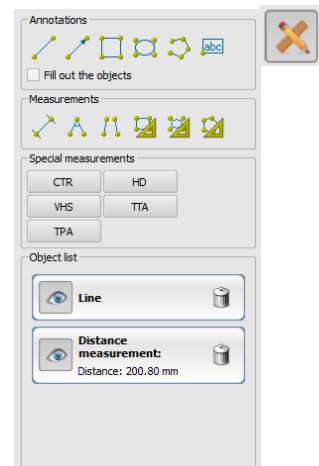 Annotations
abc
Fill out the objects
Measurements
Special measurements
CTR HD
VHS TTA
TPA
Object list
Line
Distance
measurement:
Distance: 200.80 mm